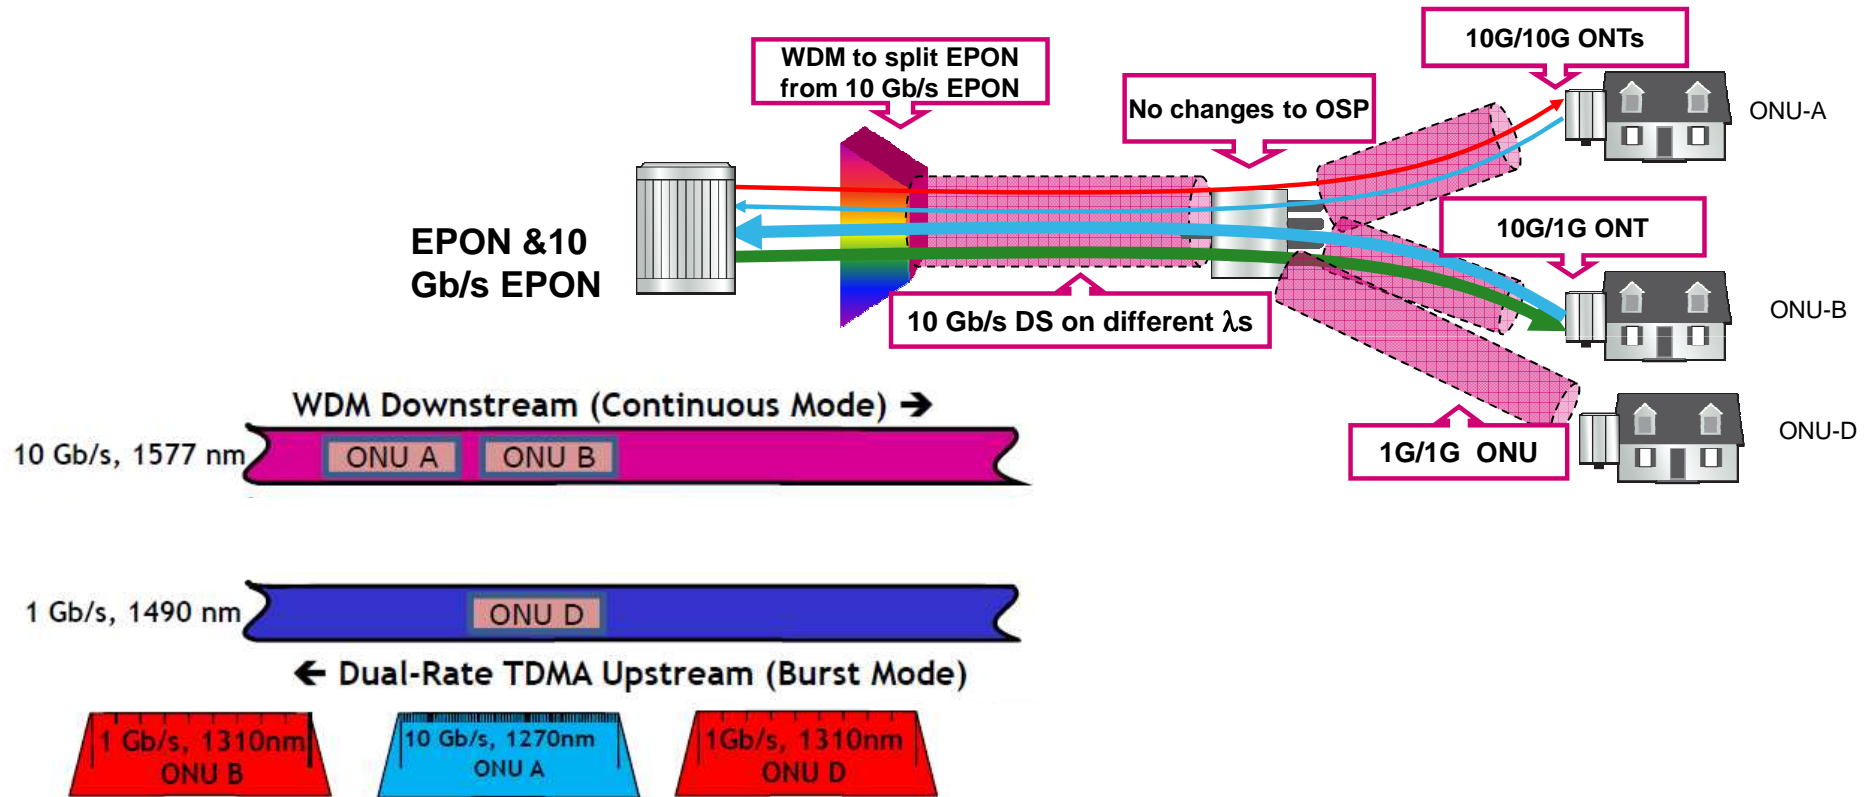 WDM to split EPON
from 10 Gb/s EPON
10G/10G ONTs
No changes to OSP
ONU-A
EPON &10
Gb/s EPON
10G/1G ONT
10 Gb/s DS on different λs
ONU-B
1G/1G ONU
ONU-D
WDM Downstream (Continuous Mode) →
10 Gb/s, 1577 nm
ONU A
ONU B
1 Gb/s, 1490 nm
ONU D
← Dual-Rate TDMA Upstream (Burst Mode)
1 Gb/s, 1310nm
ONU B
10 Gb/s, 1270nm
ONU A
1Gb/s, 1310nm
ONU D